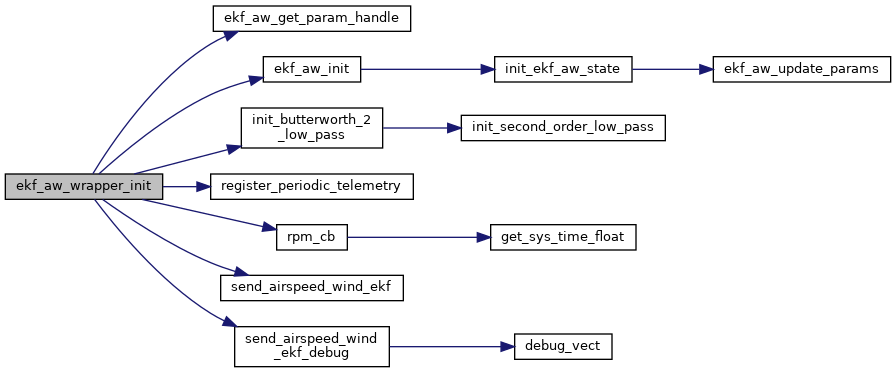 ekf_aw_get_param_handle
ekf_aw_init
init_ekf_aw_state
ekf_aw_update_params
init_butterworth_2
_low_pass
init_second_order_low_pass
ekf_aw_wrapper_init
register_periodic_telemetry
rpm_cb
get_sys_time_float
send_airspeed_wind_ekf
send_airspeed_wind
_ekf_debug
debug_vect